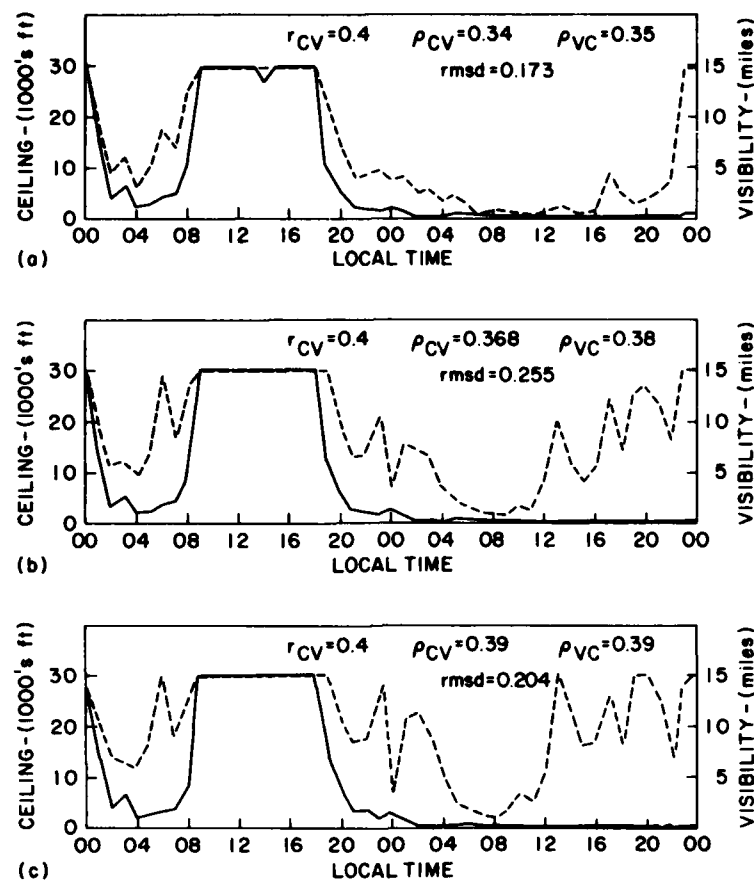 r_CV=0.4 ρ_CV=0.34 ρ_VC=0.35
rmsd=0.173
CEILING-(1000's ft)
30
20
10
0
VISIBILITY-(miles)
15
10
5
0
00 04 08 12 16 20 00 04 08 12 16 20 00
(a) LOCAL TIME
r_CV=0.4 ρ_CV=0.368 ρ_VC=0.38
rmsd=0.255
CEILING-(1000's ft)
30
20
10
0
VISIBILITY-(miles)
15
10
5
0
00 04 08 12 16 20 00 04 08 12 16 20 00
(b) LOCAL TIME
r_CV=0.4 ρ_CV=0.39 ρ_VC=0.39
rmsd=0.204
CEILING-(1000's ft)
30
20
10
0
VISIBILITY-(miles)
15
10
5
0
00 04 08 12 16 20 00 04 08 12 16 20 00
(c) LOCAL TIME